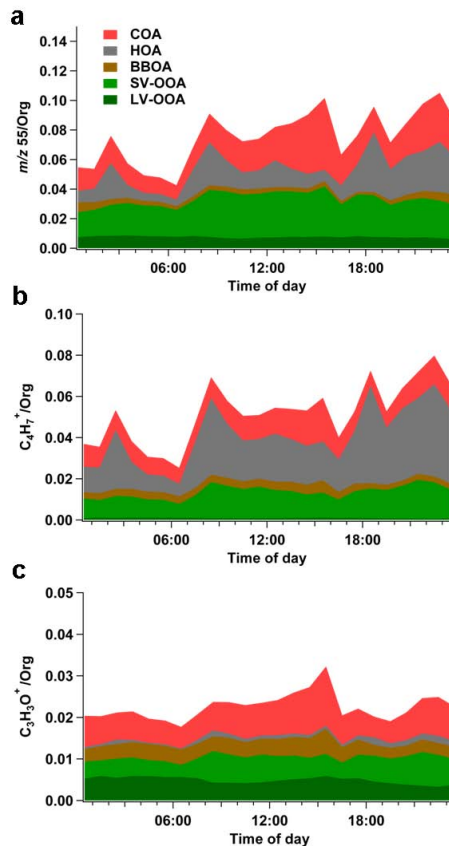 a
m/z 55/Org
0.14
0.12
0.10
0.08
0.06
0.04
0.02
0.00
COA
HOA
BBOA
SV-OOA
LV-OOA
06:00 12:00 18:00
Time of day
b
C₄H₇⁺/Org
0.10
0.08
0.06
0.04
0.02
0.00
06:00 12:00 18:00
Time of day
c
C₃H₃O⁺/Org
0.05
0.04
0.03
0.02
0.01
0.00
06:00 12:00 18:00
Time of day